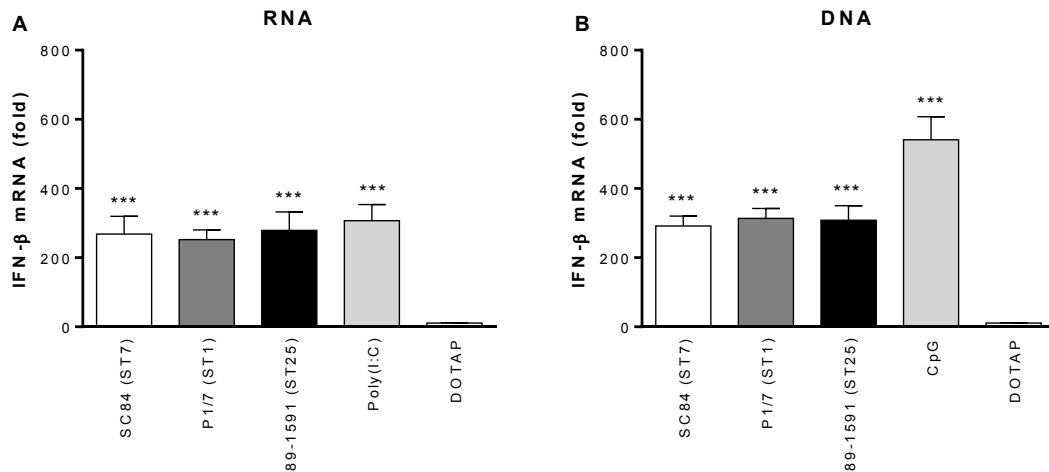 A
RNA
IFN-β mRNA (fold)
800
600
400
200
0
***
***
***
***
SC84 (ST7)
P1/7 (ST1)
89-1591 (ST25)
Poly(I:C)
DOTAP
B
DNA
IFN-β mRNA (fold)
800
600
400
200
0
***
***
***
***
SC84 (ST7)
P1/7 (ST1)
89-1591 (ST25)
CpG
DOTAP